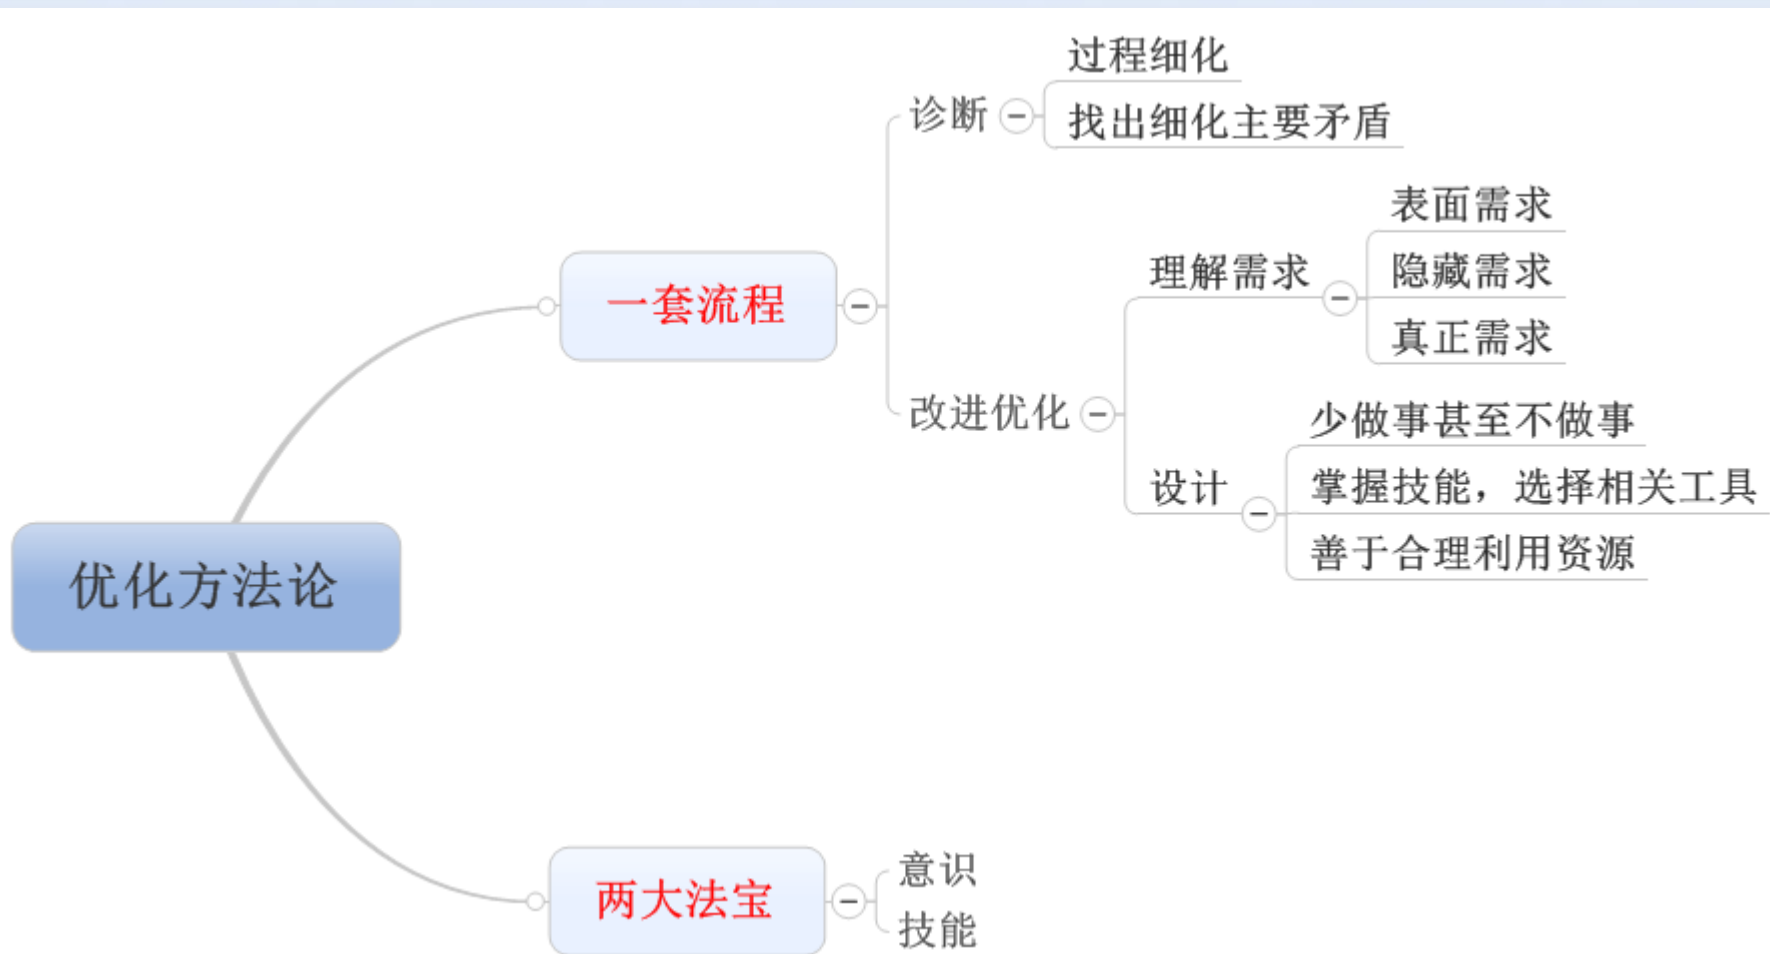 过程细化
诊断
找出细化主要矛盾
表面需求
理解需求
隐藏需求
一套流程
真正需求
改进优化
少做事甚至不做事
设计
掌握技能，选择相关工具
善于合理利用资源
优化方法论
意识
两大法宝
技能